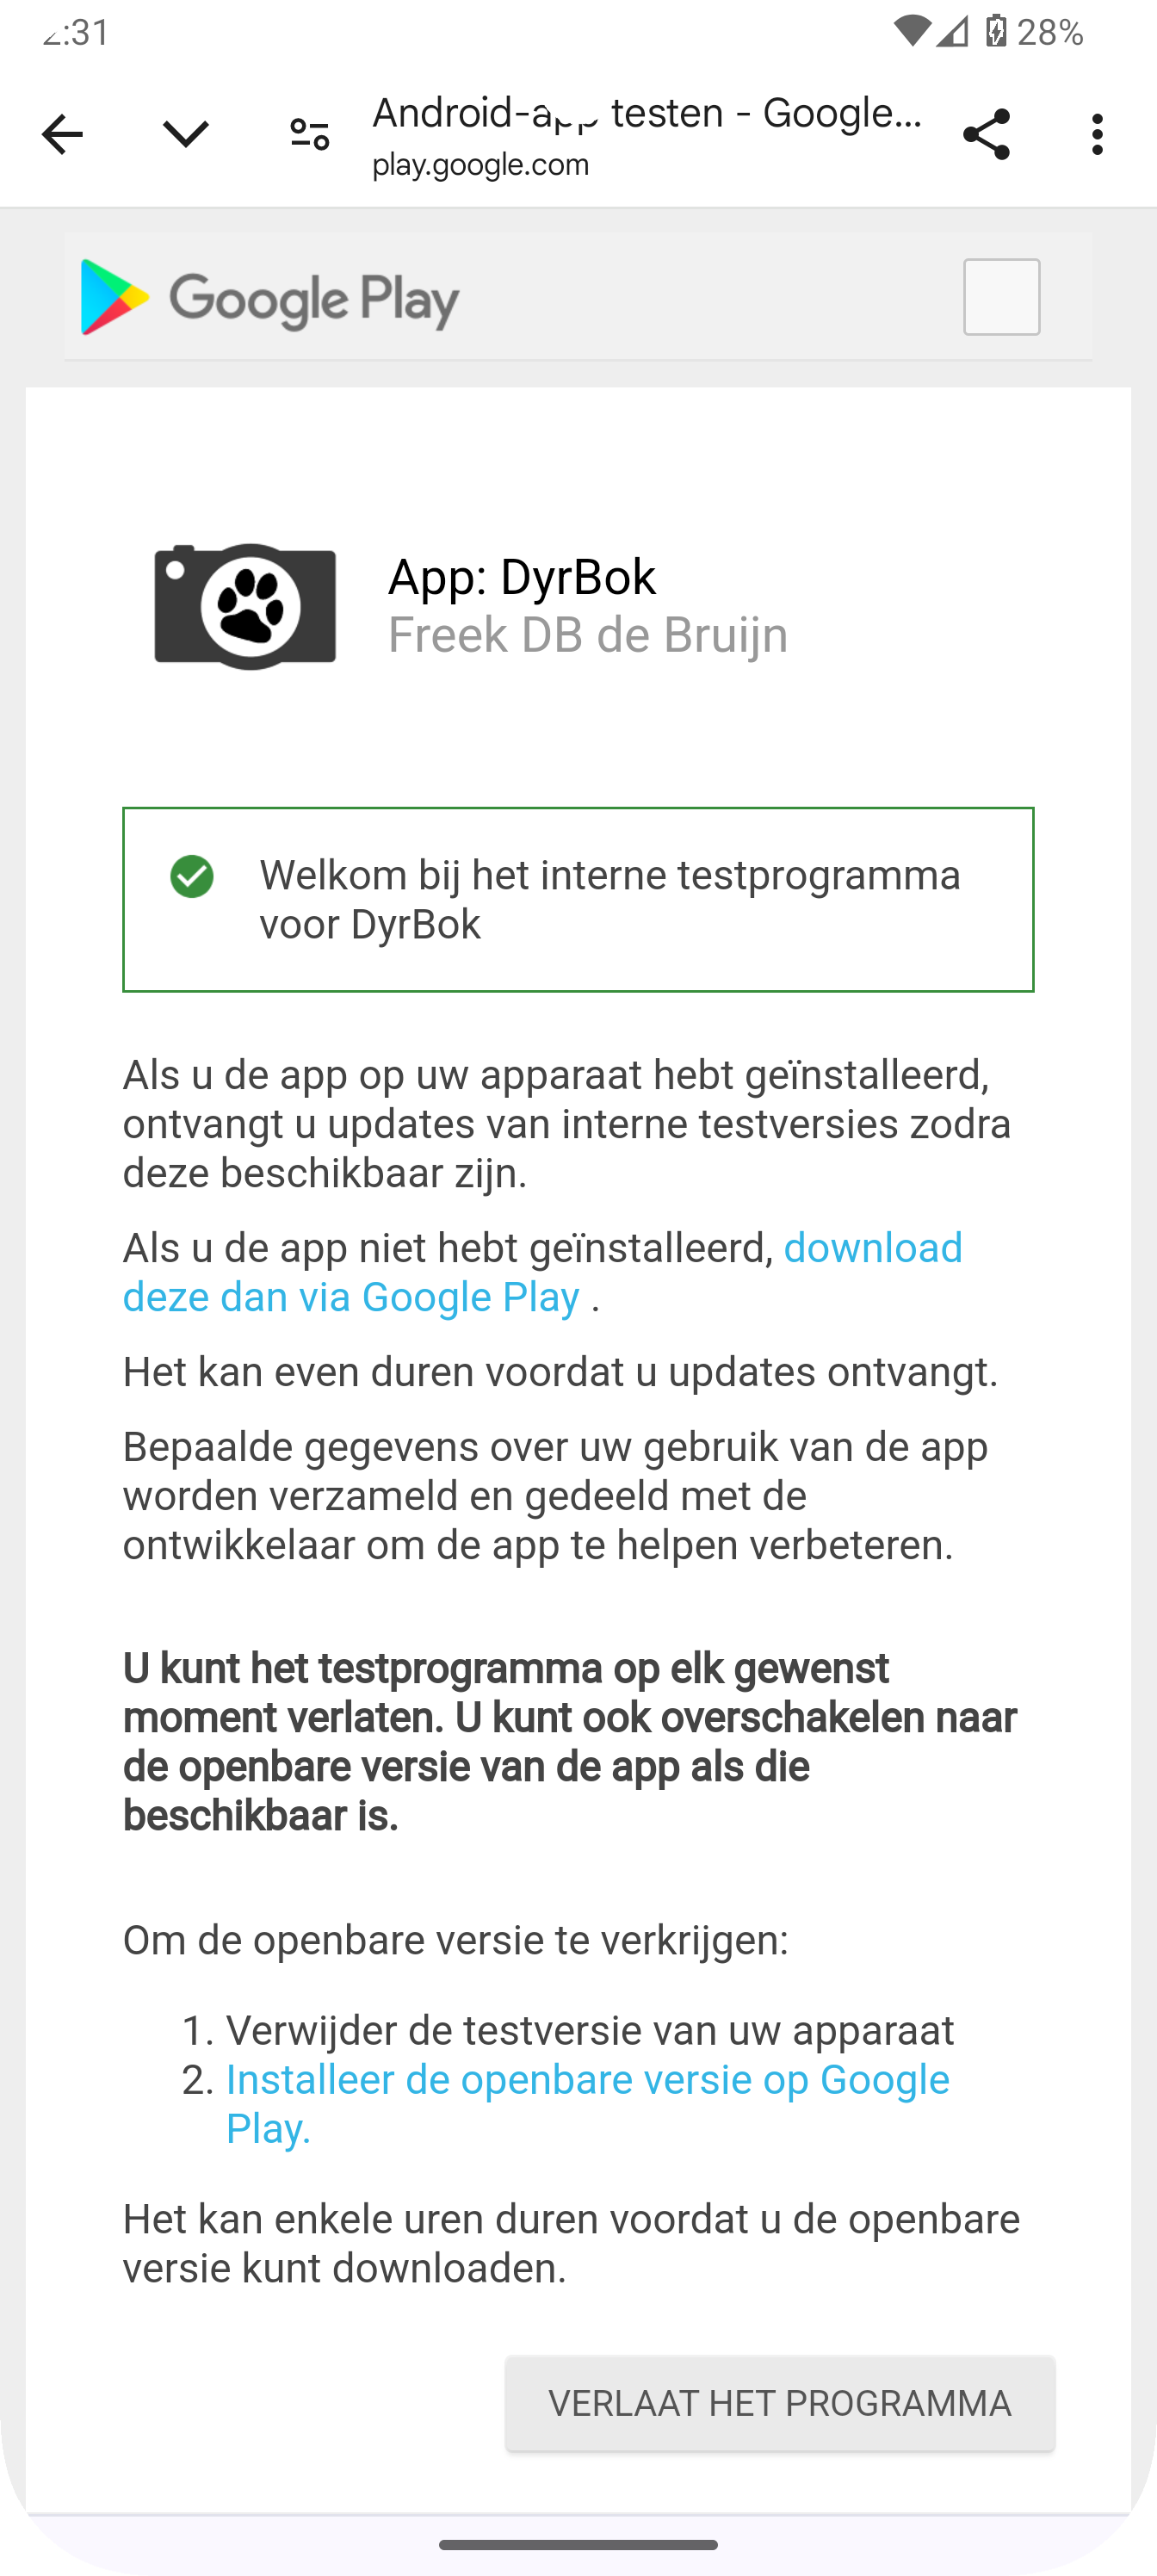 28%
Android-app testen - Google...
play.google.com
Google Play
App: DyrBok
Freek DB de Bruijn
Welkom bij het interne testprogramma
voor DyrBok
Als u de app op uw apparaat hebt geïnstalleerd,
ontvangt u updates van interne testversies zodra
deze beschikbaar zijn.
Als u de app niet hebt geïnstalleerd, download
deze dan via Google Play .
Het kan even duren voordat u updates ontvangt.
Bepaalde gegevens over uw gebruik van de app
worden verzameld en gedeeld met de
ontwikkelaar om de app te helpen verbeteren.
U kunt het testprogramma op elk gewenst
moment verlaten. U kunt ook overschakelen naar
de openbare versie van de app als die
beschikbaar is.
Om de openbare versie te verkrijgen:
1. Verwijder de testversie van uw apparaat
2. Installeer de openbare versie op Google
Play.
Het kan enkele uren duren voordat u de openbare
versie kunt downloaden.
VERLAAT HET PROGRAMMA